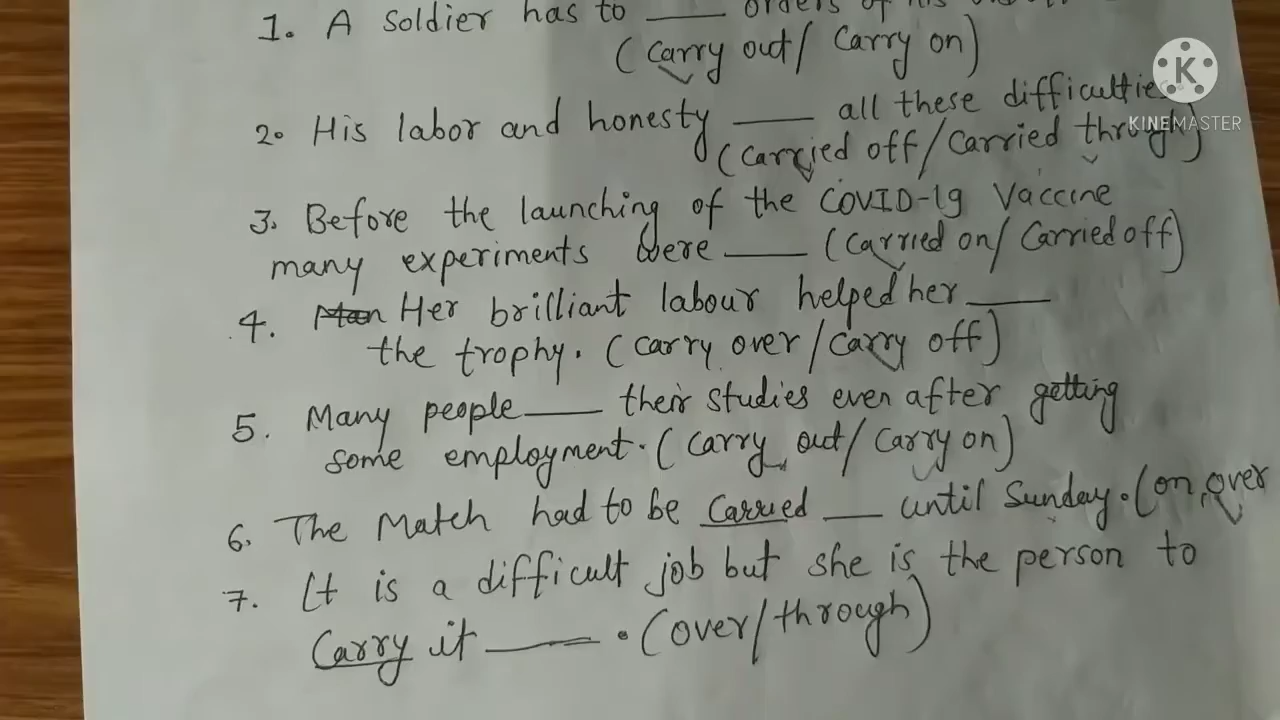 1. A soldier has to ____ orders of his
(carry out/ carry on)
2. His labor and honesty ____ all these difficulties
(carried off/carried through)
3. Before the launching of the COVID-19 Vaccine
many experiments were ____ (carried on/ carried off)
4. Her brilliant labour helped her ____
the trophy. (carry over/carry off)
5. Many people ____ their studies even after getting
some employment. (carry out/ carry on)
6. The Match had to be carried ___ until Sunday. (on, over
7. It is a difficult job but she is the person to
carry it ____ . (over/through)
K
KINEMASTER